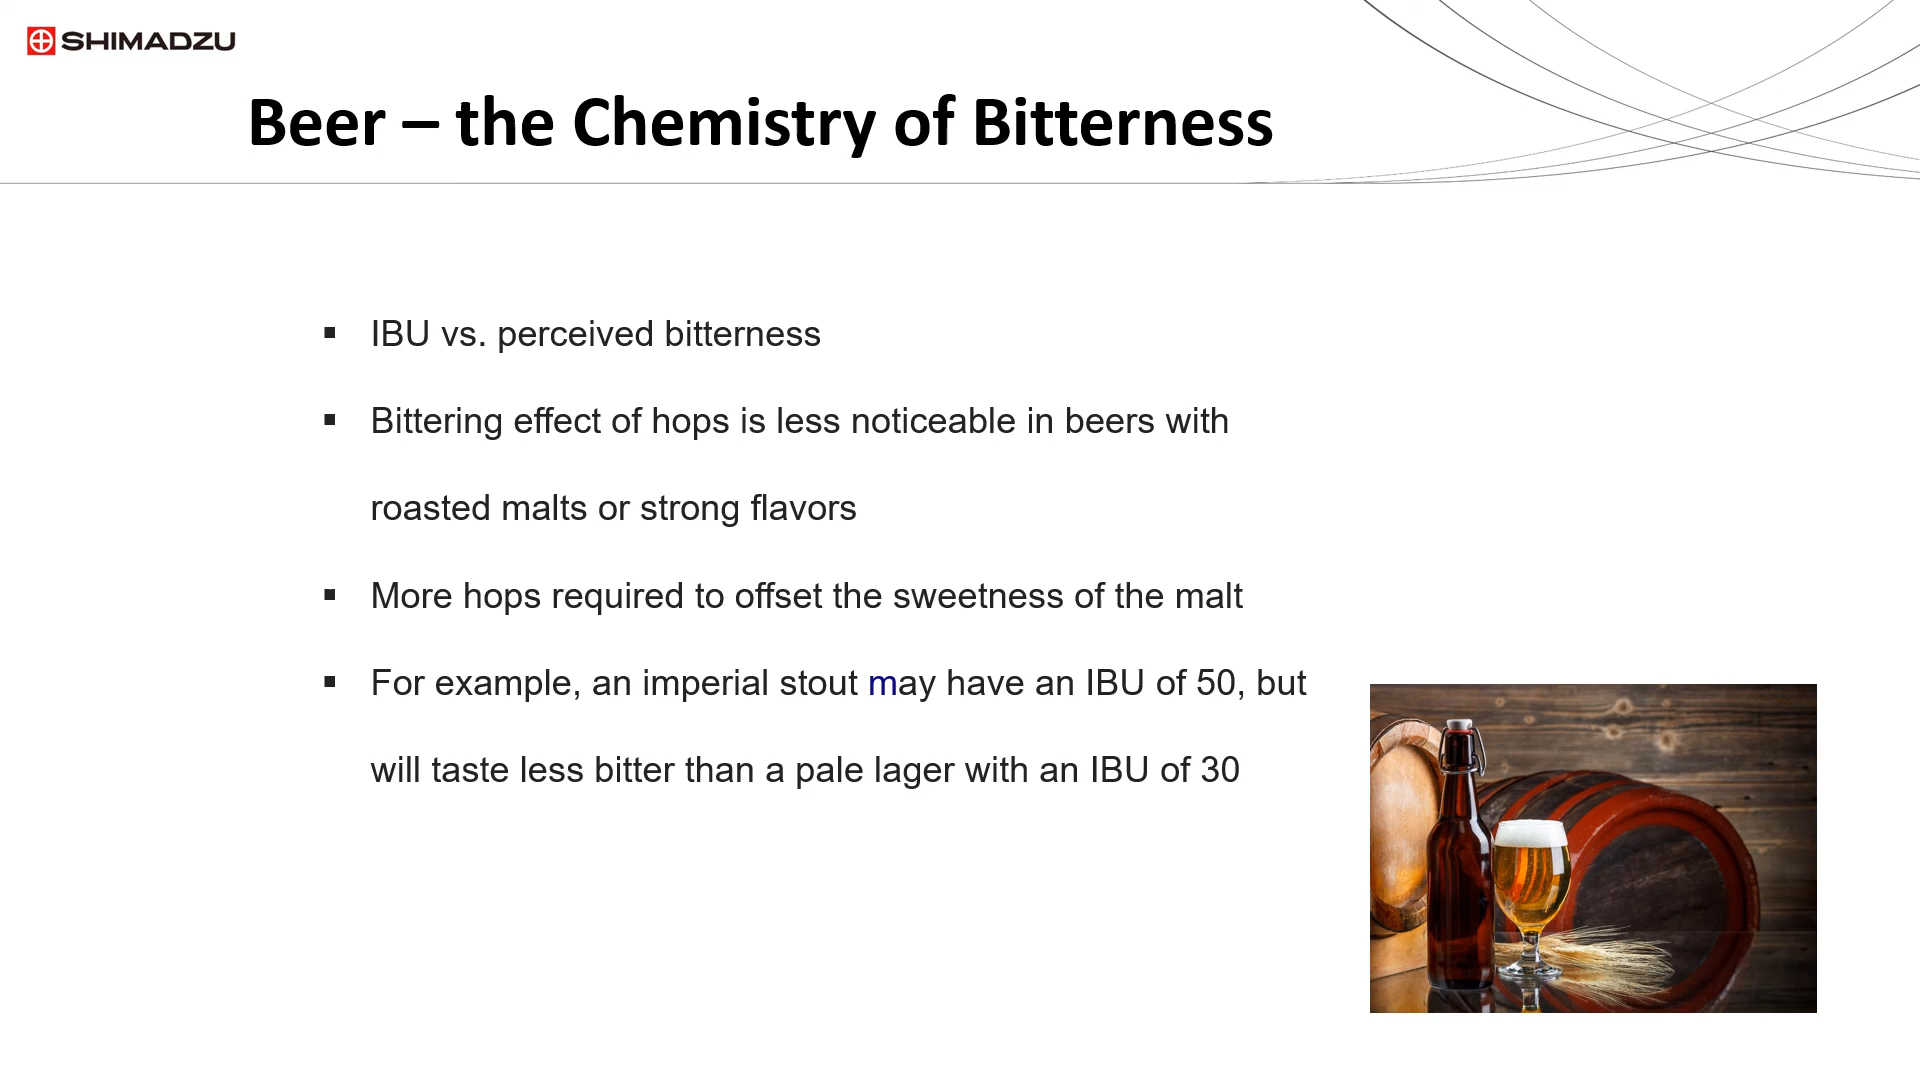 SHIMADZU
Beer – the Chemistry of Bitterness
▪ IBU vs. perceived bitterness
▪ Bittering effect of hops is less noticeable in beers with
roasted malts or strong flavors
▪ More hops required to offset the sweetness of the malt
▪ For example, an imperial stout may have an IBU of 50, but
will taste less bitter than a pale lager with an IBU of 30